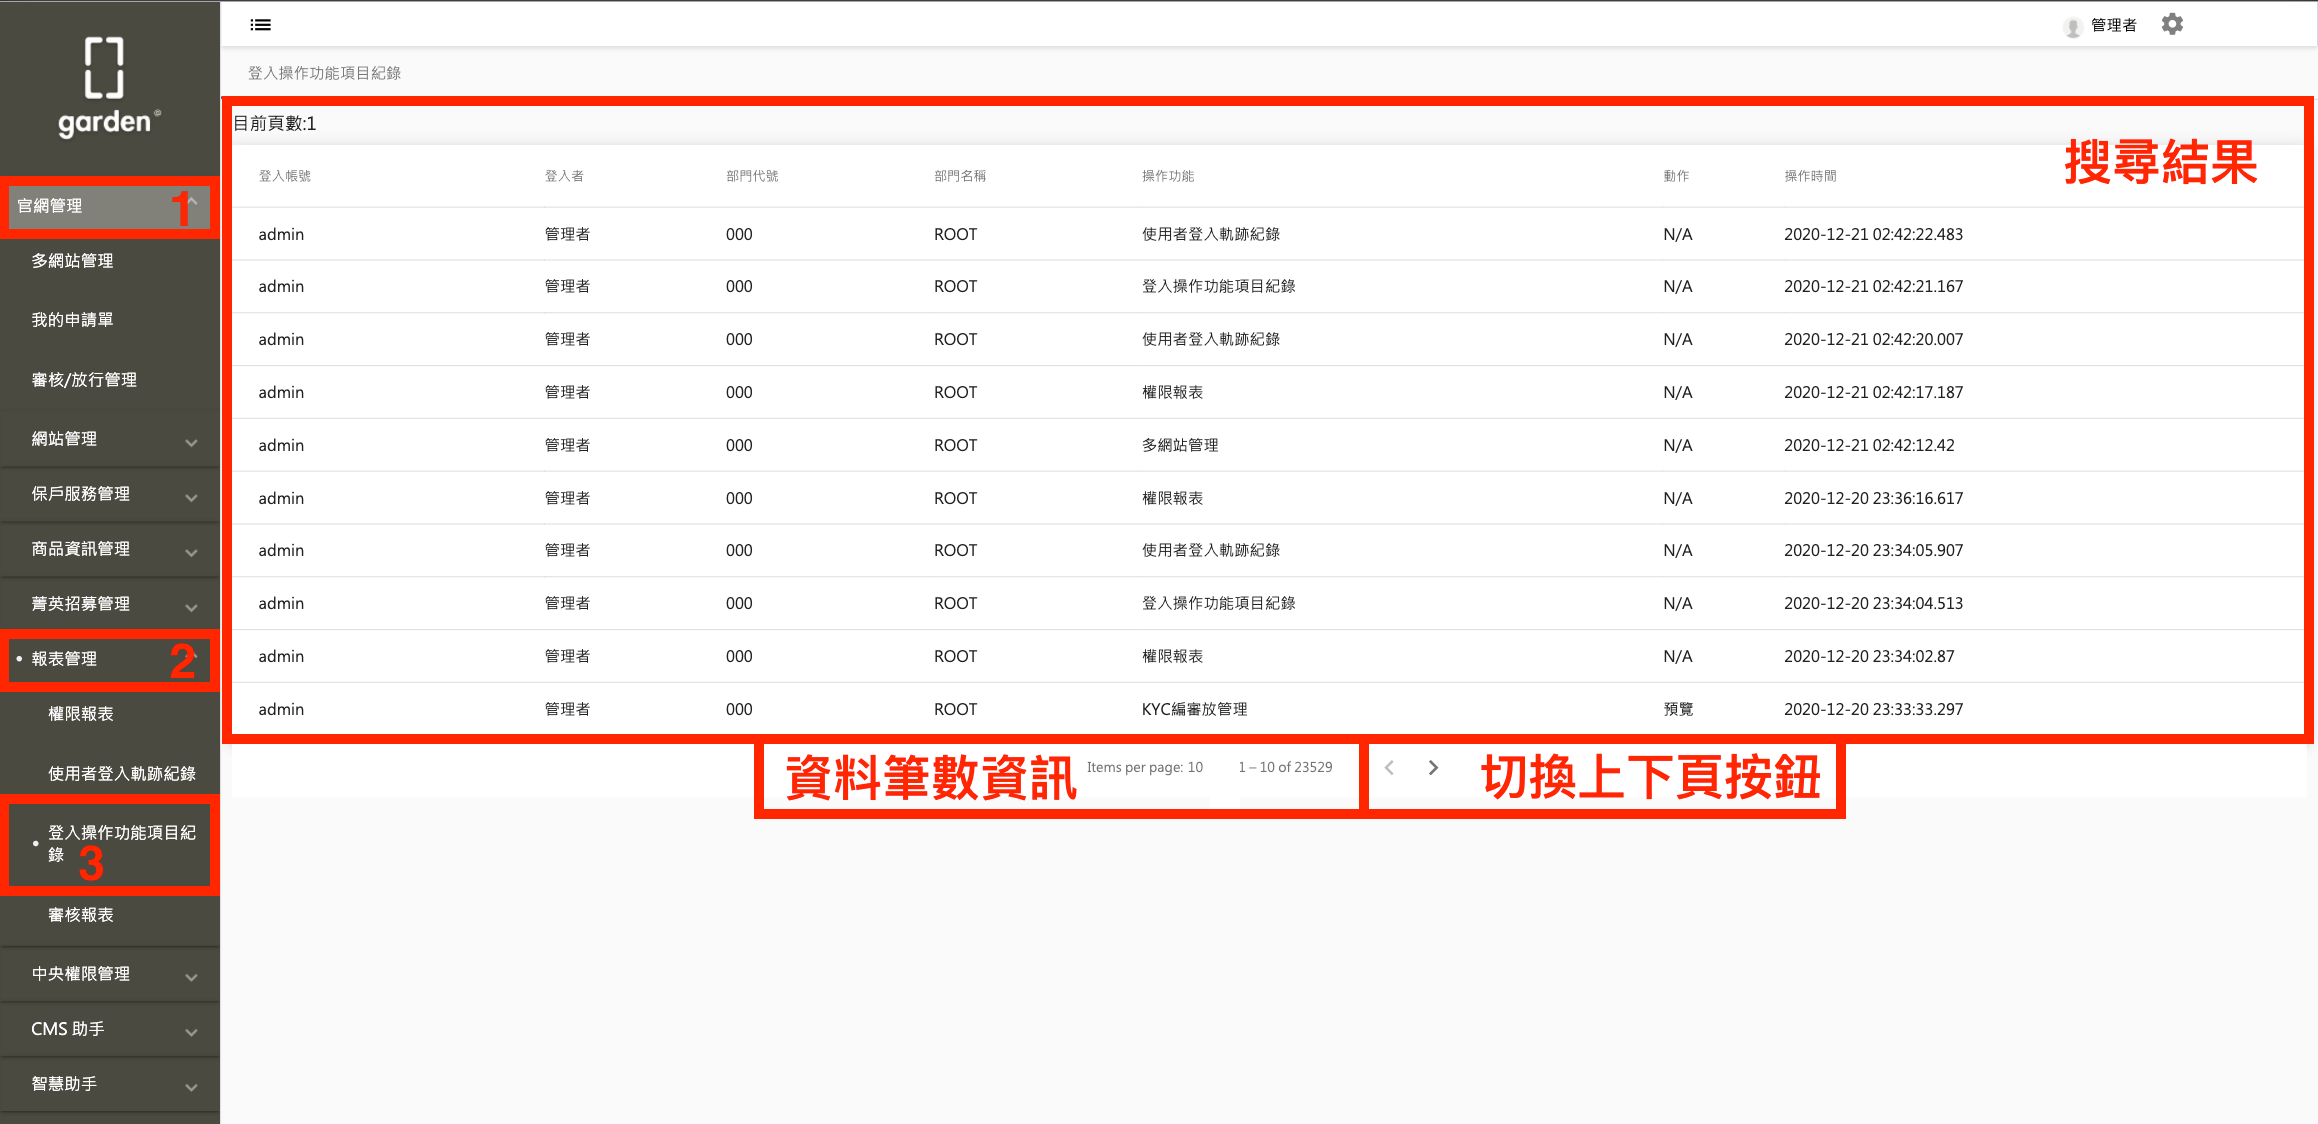 garden®
官網管理 1
多網站管理
我的申請單
審核/放行管理
網站管理
保戶服務管理
商品資訊管理
菁英招募管理
• 報表管理 2
權限報表
使用者登入軌跡紀錄
• 登入操作功能項目紀
錄 3
審核報表
中央權限管理
CMS 助手
智慧助手
管理者
登入操作功能項目紀錄
目前頁數:1
搜尋結果
登入帳號 登入者 部門代號 部門名稱 操作功能 動作 操作時間
admin 管理者 000 ROOT 使用者登入軌跡紀錄 N/A 2020-12-21 02:42:22.483
admin 管理者 000 ROOT 登入操作功能項目紀錄 N/A 2020-12-21 02:42:21.167
admin 管理者 000 ROOT 使用者登入軌跡紀錄 N/A 2020-12-21 02:42:20.007
admin 管理者 000 ROOT 權限報表 N/A 2020-12-21 02:42:17.187
admin 管理者 000 ROOT 多網站管理 N/A 2020-12-21 02:42:12.42
admin 管理者 000 ROOT 權限報表 N/A 2020-12-20 23:36:16.617
admin 管理者 000 ROOT 使用者登入軌跡紀錄 N/A 2020-12-20 23:34:05.907
admin 管理者 000 ROOT 登入操作功能項目紀錄 N/A 2020-12-20 23:34:04.513
admin 管理者 000 ROOT 權限報表 N/A 2020-12-20 23:34:02.87
admin 管理者 000 ROOT KYC編審放管理 預覽 2020-12-20 23:33:33.297
資料筆數資訊 Items per page: 10 1 – 10 of 23529 切換上下頁按鈕